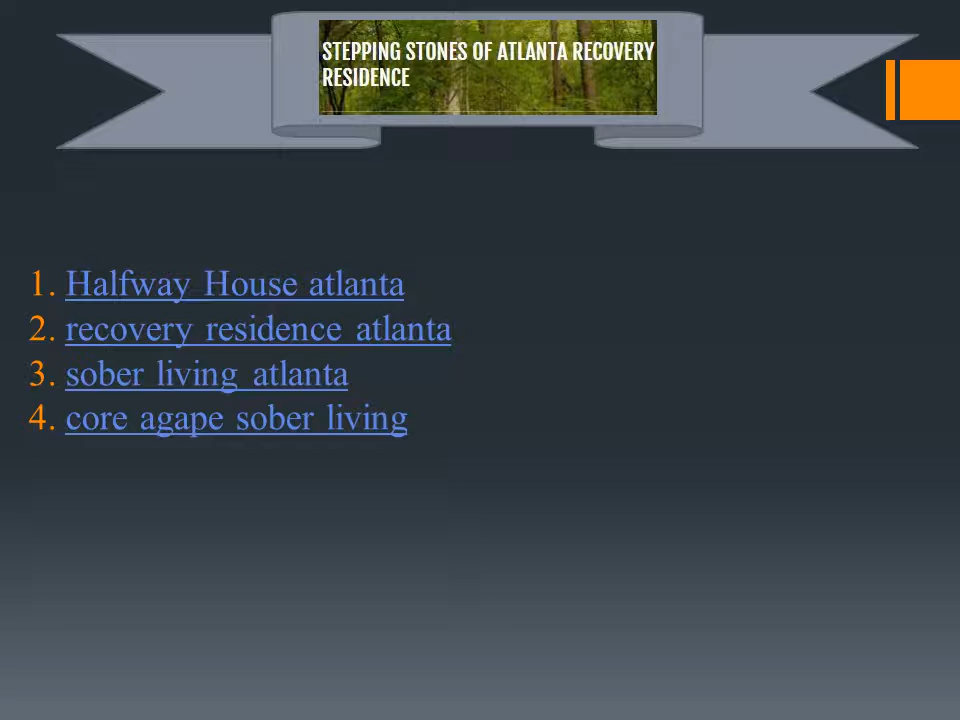 STEPPING STONES OF ATLANTA RECOVERY
RESIDENCE
1. Halfway House atlanta
2. recovery residence atlanta
3. sober living atlanta
4. core agape sober living